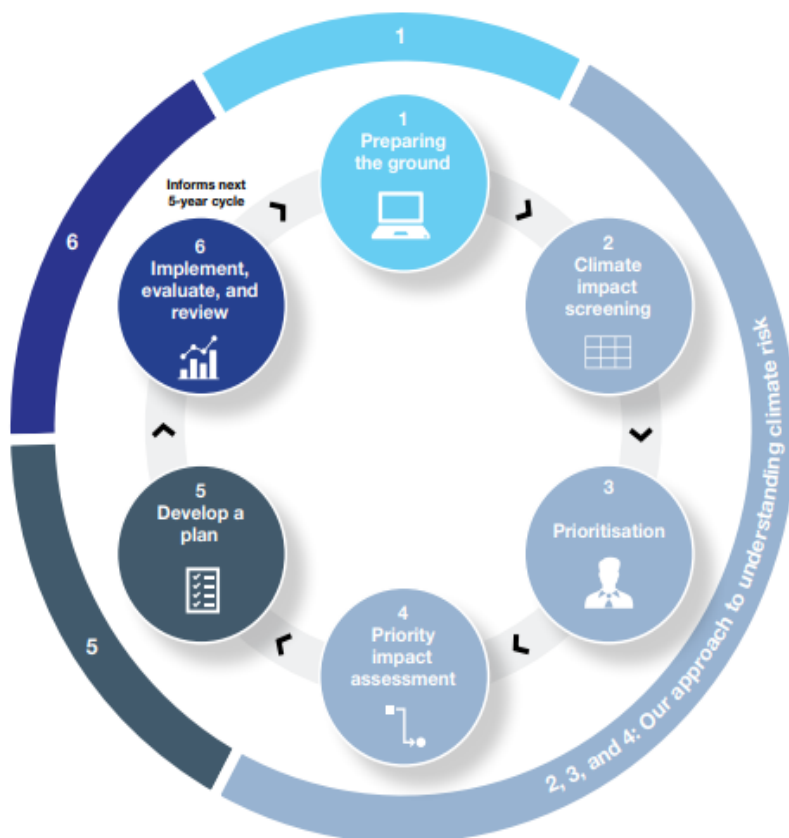 1
1
Preparing
the ground
Informs next
5-year cycle
2
Climate
impact
screening
3
Prioritisation
4
Priority
impact
assessment
5
Develop a
plan
6
Implement,
evaluate, and
review
2, 3, and 4: Our approach to understanding climate risk
5
6